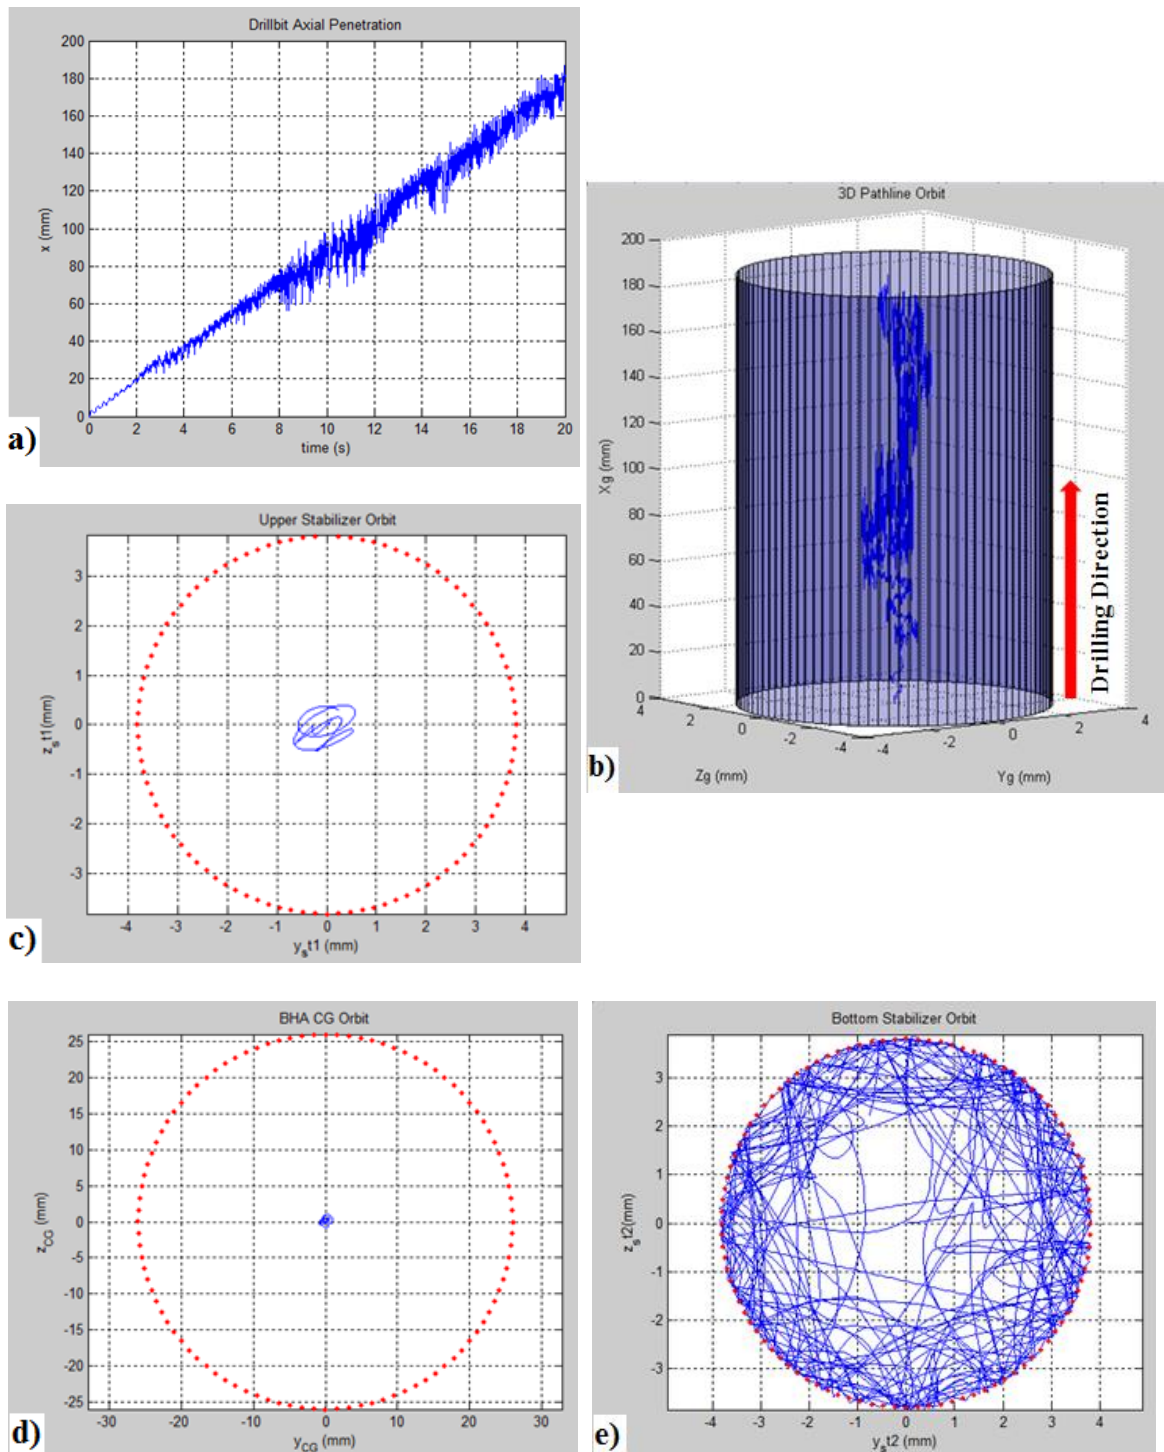 Drillbit Axial Penetration
200
180
160
140
120
100
80
60
40
20
0
x (mm)
0 2 4 6 8 10 12 14 16 18 20
time (s)
a)
3D Pathline Orbit
200
180
160
140
120
100
80
60
40
20
0
Xg (mm)
4 2 0 -2 -4
Zg (mm)
-4 -2 0 2 4
Yg (mm)
Drilling Direction
b)
Upper Stabilizer Orbit
3
2
1
0
-1
-2
-3
z_s t1(mm)
-4 -3 -2 -1 0 1 2 3 4
y_s t1 (mm)
c)
BHA CG Orbit
25
20
15
10
5
0
-5
-10
-15
-20
-25
z_CG (mm)
-30 -20 -10 0 10 20 30
y_CG (mm)
d)
Bottom Stabilizer Orbit
3
2
1
0
-1
-2
-3
z_s t2(mm)
-4 -3 -2 -1 0 1 2 3 4
y_s t2 (mm)
e)